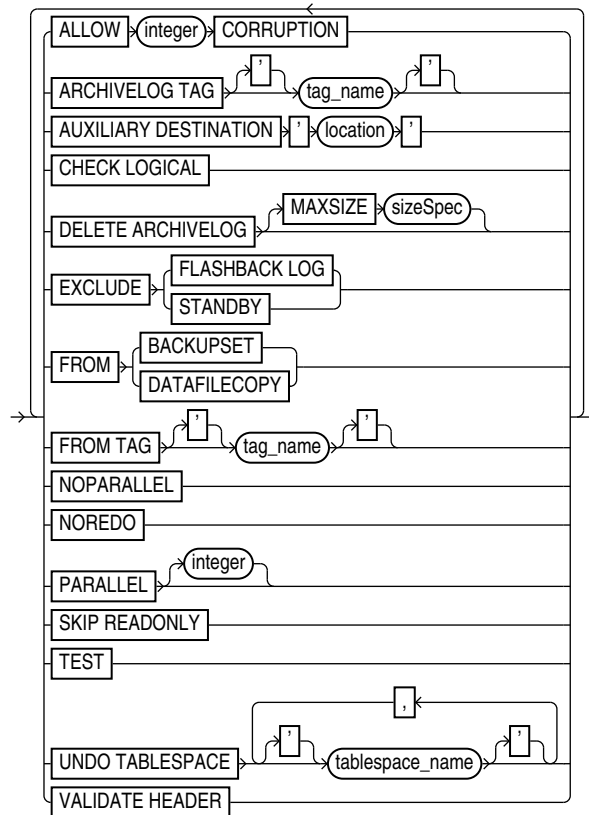 ALLOW integer CORRUPTION
ARCHIVELOG TAG ’ tag_name ’
AUXILIARY DESTINATION ’ location ’
CHECK LOGICAL
DELETE ARCHIVELOG MAXSIZE sizeSpec
EXCLUDE FLASHBACK LOG
STANDBY
FROM BACKUPSET
DATAFILECOPY
FROM TAG ’ tag_name ’
NOPARALLEL
NOREDO
PARALLEL integer
SKIP READONLY
TEST
,
UNDO TABLESPACE ’ tablespace_name ’
VALIDATE HEADER